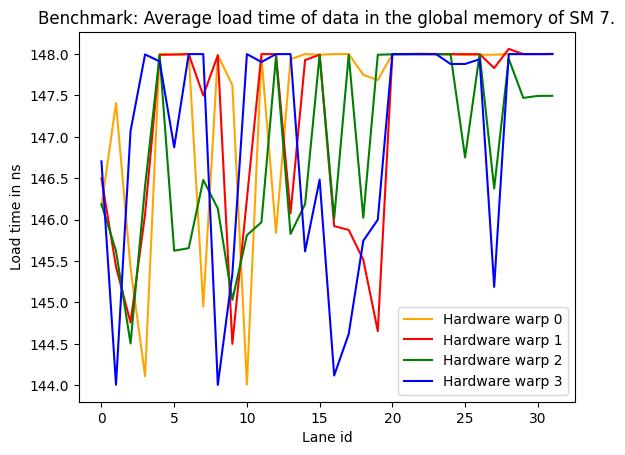 Benchmark: Average load time of data in the global memory of SM 7.
Load time in ns
148.0
147.5
147.0
146.5
146.0
145.5
145.0
144.5
144.0
0
5
10
15
20
25
30
Lane id
Hardware warp 0
Hardware warp 1
Hardware warp 2
Hardware warp 3